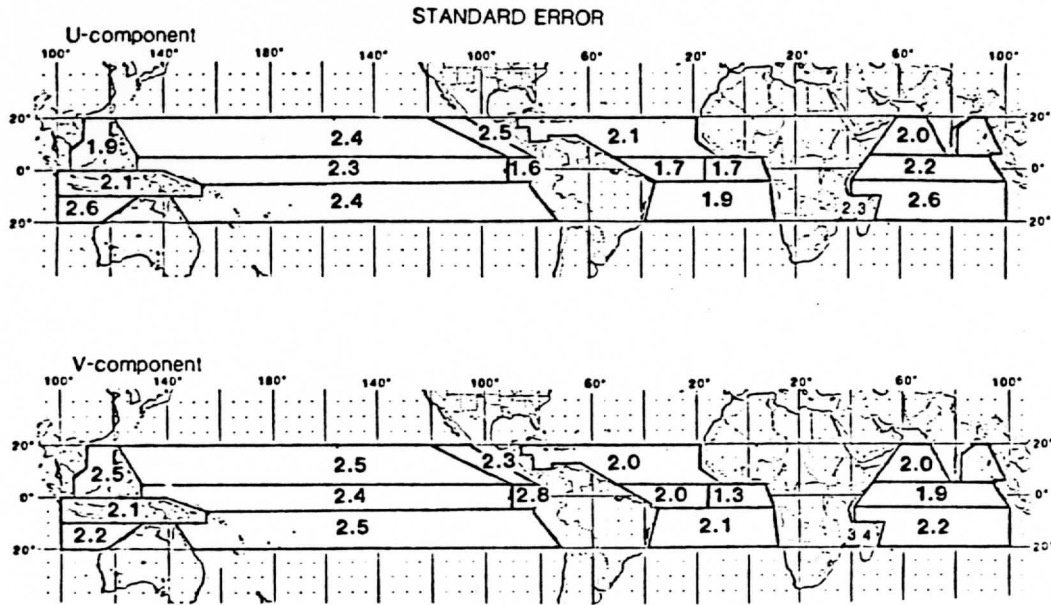 STANDARD ERROR
U-component
100° 140° 180° 140° 100° 60° 20° 20° 60° 100°
20° 20°
2.4 2.5 2.1 2.0
1.9
0° 2.3 1.6 1.7 1.7 2.2 0°
2.1
2.6 2.4 1.9 2.3 2.6
20° 20°
V-component
100° 140° 180° 140° 100° 60° 20° 20° 60° 100°
20° 20°
2.5 2.5 2.3 2.0 2.0
0° 2.4 2.8 2.0 1.3 1.9 0°
2.1
2.2 2.5 2.1 3 4 2.2
20° 20°